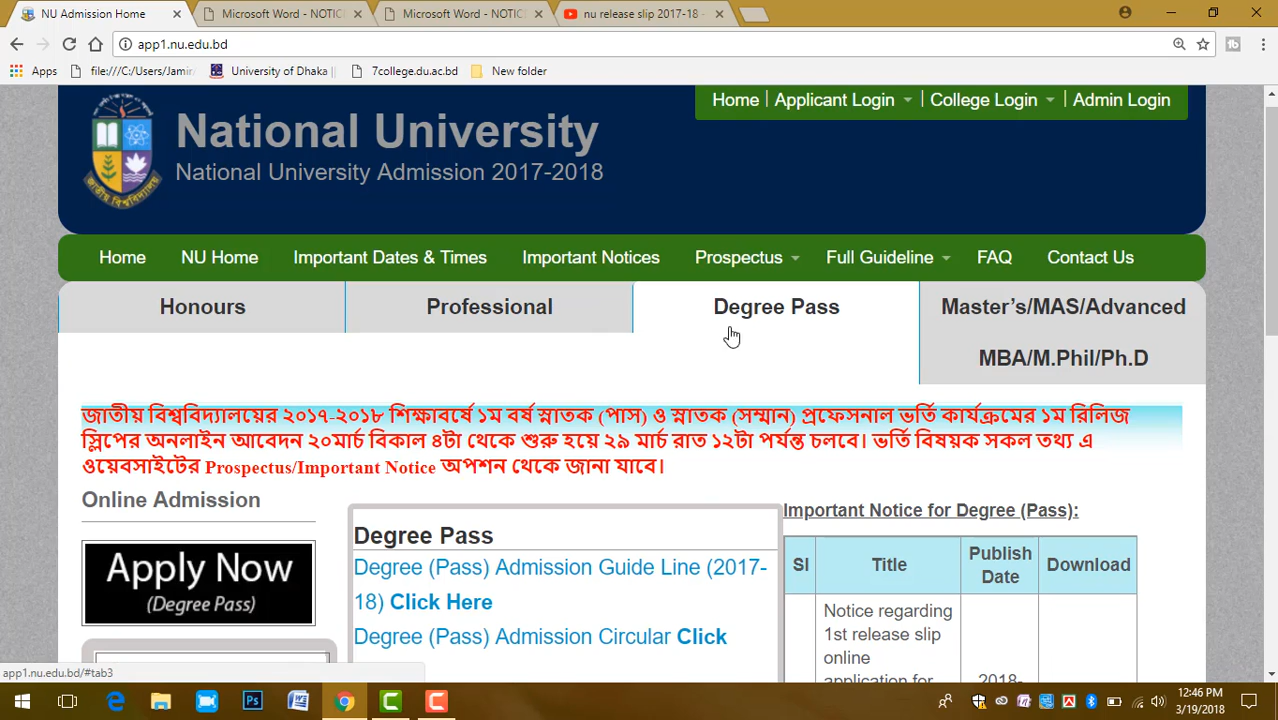 NU Admission Home
Microsoft Word - NOTIC
Microsoft Word - NOTIC
nu release slip 2017-18 -
app1.nu.edu.bd
Apps
file:///C:/Users/Jamir
University of Dhaka ||
7college.du.ac.bd
New folder
Home | Applicant Login | College Login | Admin Login
National University
National University Admission 2017-2018
Home
NU Home
Important Dates & Times
Important Notices
Prospectus
Full Guideline
FAQ
Contact Us
Honours
Professional
Degree Pass
Master's/MAS/Advanced
MBA/M.Phil/Ph.D
জাতীয় বিশ্ববিদ্যালয়ের ২০১৭-২০১৮ শিক্ষাবর্ষে ১ম বর্ষ স্নাতক (পাস) ও স্নাতক (সম্মান) প্রফেসনাল ভর্তি কার্যক্রমের ১ম রিলিজ
স্লিপের অনলাইন আবেদন ২০মার্চ বিকাল ৪টা থেকে শুরু হয়ে ২৯ মার্চ রাত ১২টা পর্যন্ত চলবে। ভর্তি বিষয়ক সকল তথ্য এ
ওয়েবসাইটের Prospectus/Important Notice অপশন থেকে জানা যাবে।
Online Admission
Apply Now
(Degree Pass)
Degree Pass
Degree (Pass) Admission Guide Line (2017-
18) Click Here
Degree (Pass) Admission Circular Click
Important Notice for Degree (Pass):
Sl
Title
Publish
Date
Download
Notice regarding
1st release slip
online
application for
2018-
app1.nu.edu.bd/#tab3
12:46 PM
3/19/2018